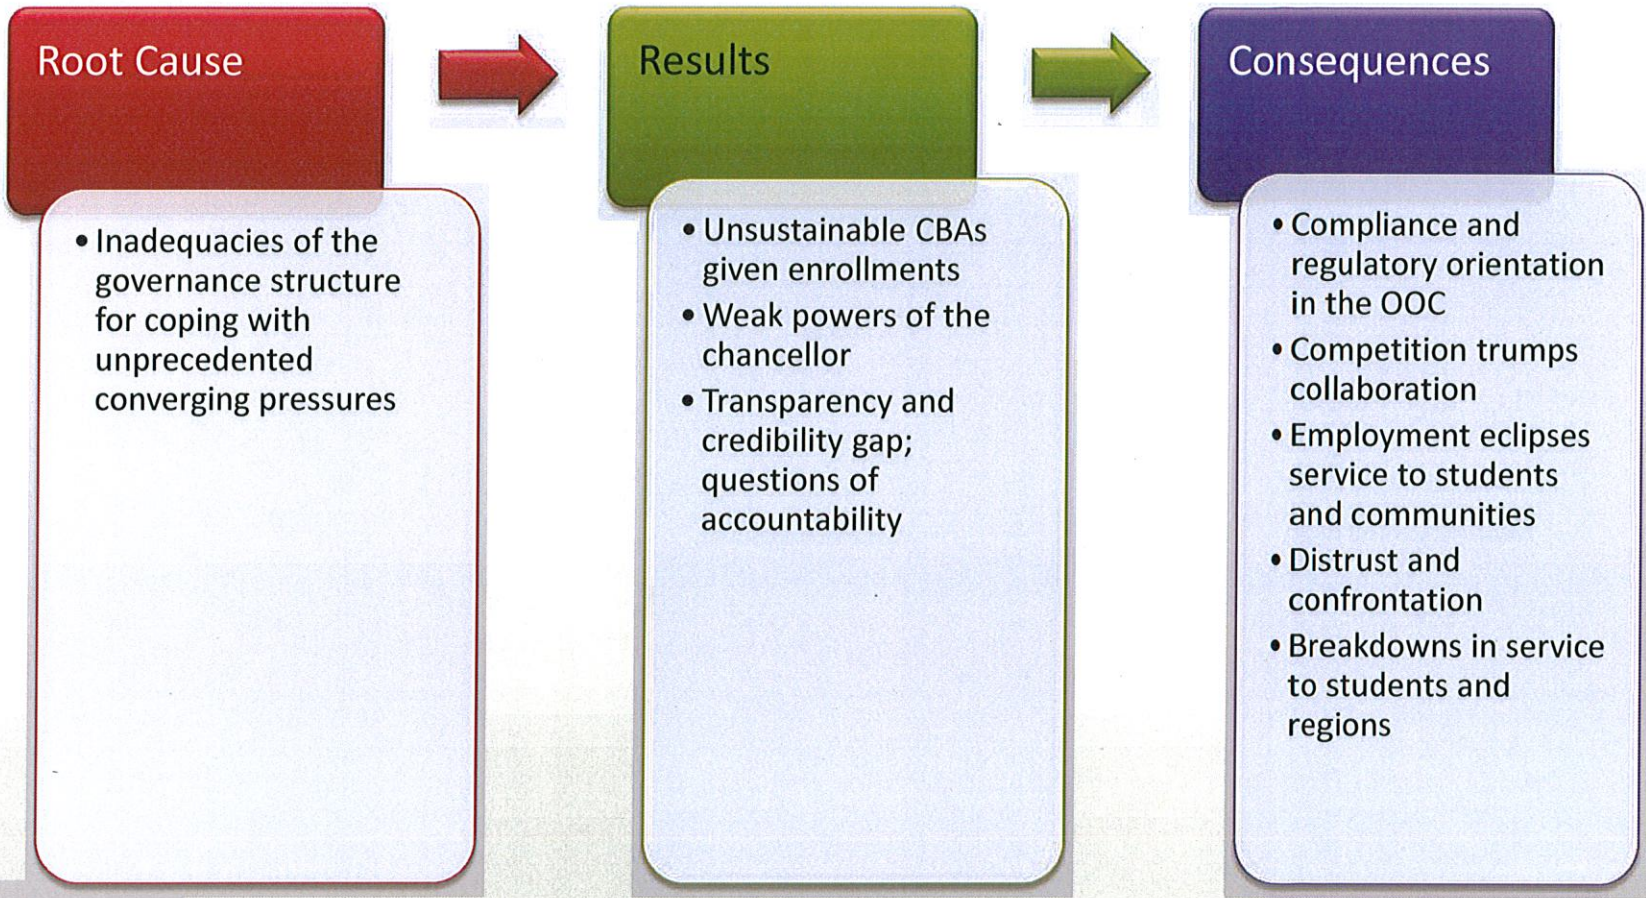 Root Cause
• Inadequacies of the
governance structure
for coping with
unprecedented
converging pressures
Results
• Unsustainable CBAs
given enrollments
• Weak powers of the
chancellor
• Transparency and
credibility gap;
questions of
accountability
Consequences
• Compliance and
regulatory orientation
in the OOC
• Competition trumps
collaboration
• Employment eclipses
service to students
and communities
• Distrust and
confrontation
• Breakdowns in service
to students and
regions